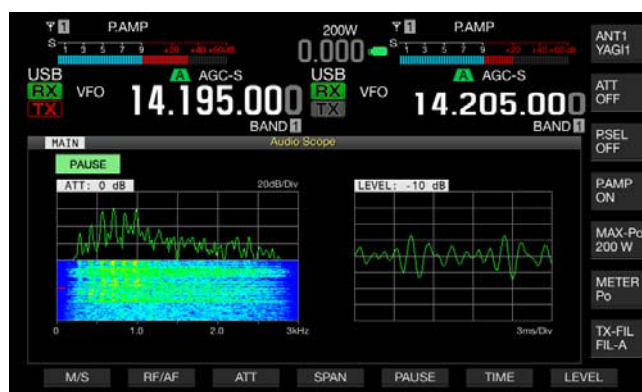 1 P.AMP
S 1 3 5 7 9 +20 +40 +60dB
200W
0.000
1 P.AMP
S 1 3 5 7 9 +20 +40 +60dB
USB A AGC-S
RX VFO
TX
14.195.000
BAND 1
USB A AGC-S
RX VFO
TX
14.205.000
BAND 1
MAIN Audio Scope
PAUSE
ATT: 0 dB 20dB/Div
0 1.0 2.0 3kHz
LEVEL: -10 dB
3ms/Div
ANT1
YAGI1
ATT
OFF
P.SEL
OFF
P.AMP
ON
MAX-Po
200 W
METER
Po
TX-FIL
FIL-A
M/S RF/AF ATT SPAN PAUSE TIME LEVEL